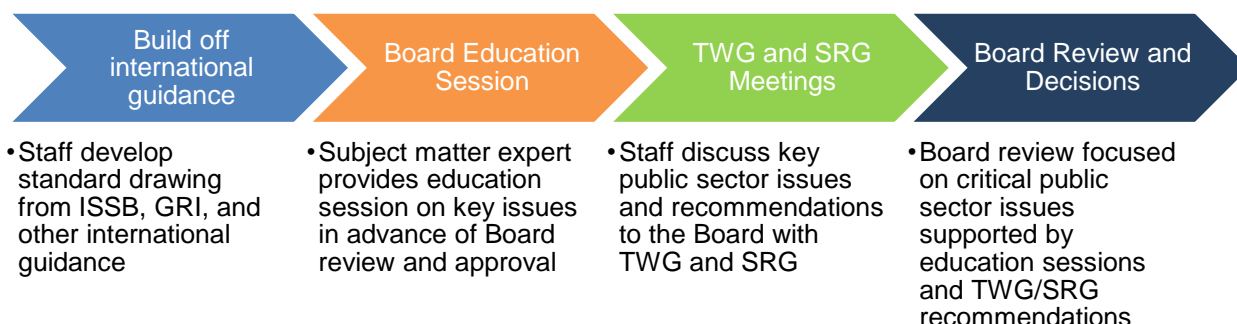 Build off
international
guidance
Board Education
Session
TWG and SRG
Meetings
Board Review and
Decisions
•Staff develop
standard drawing
from ISSB, GRI, and
other international
guidance
•Subject matter expert
provides education
session on key issues
in advance of Board
review and approval
•Staff discuss key
public sector issues
and recommendations
to the Board with
TWG and SRG
•Board review focused
on critical public
sector issues
supported by
education sessions
and TWG/SRG
recommendations